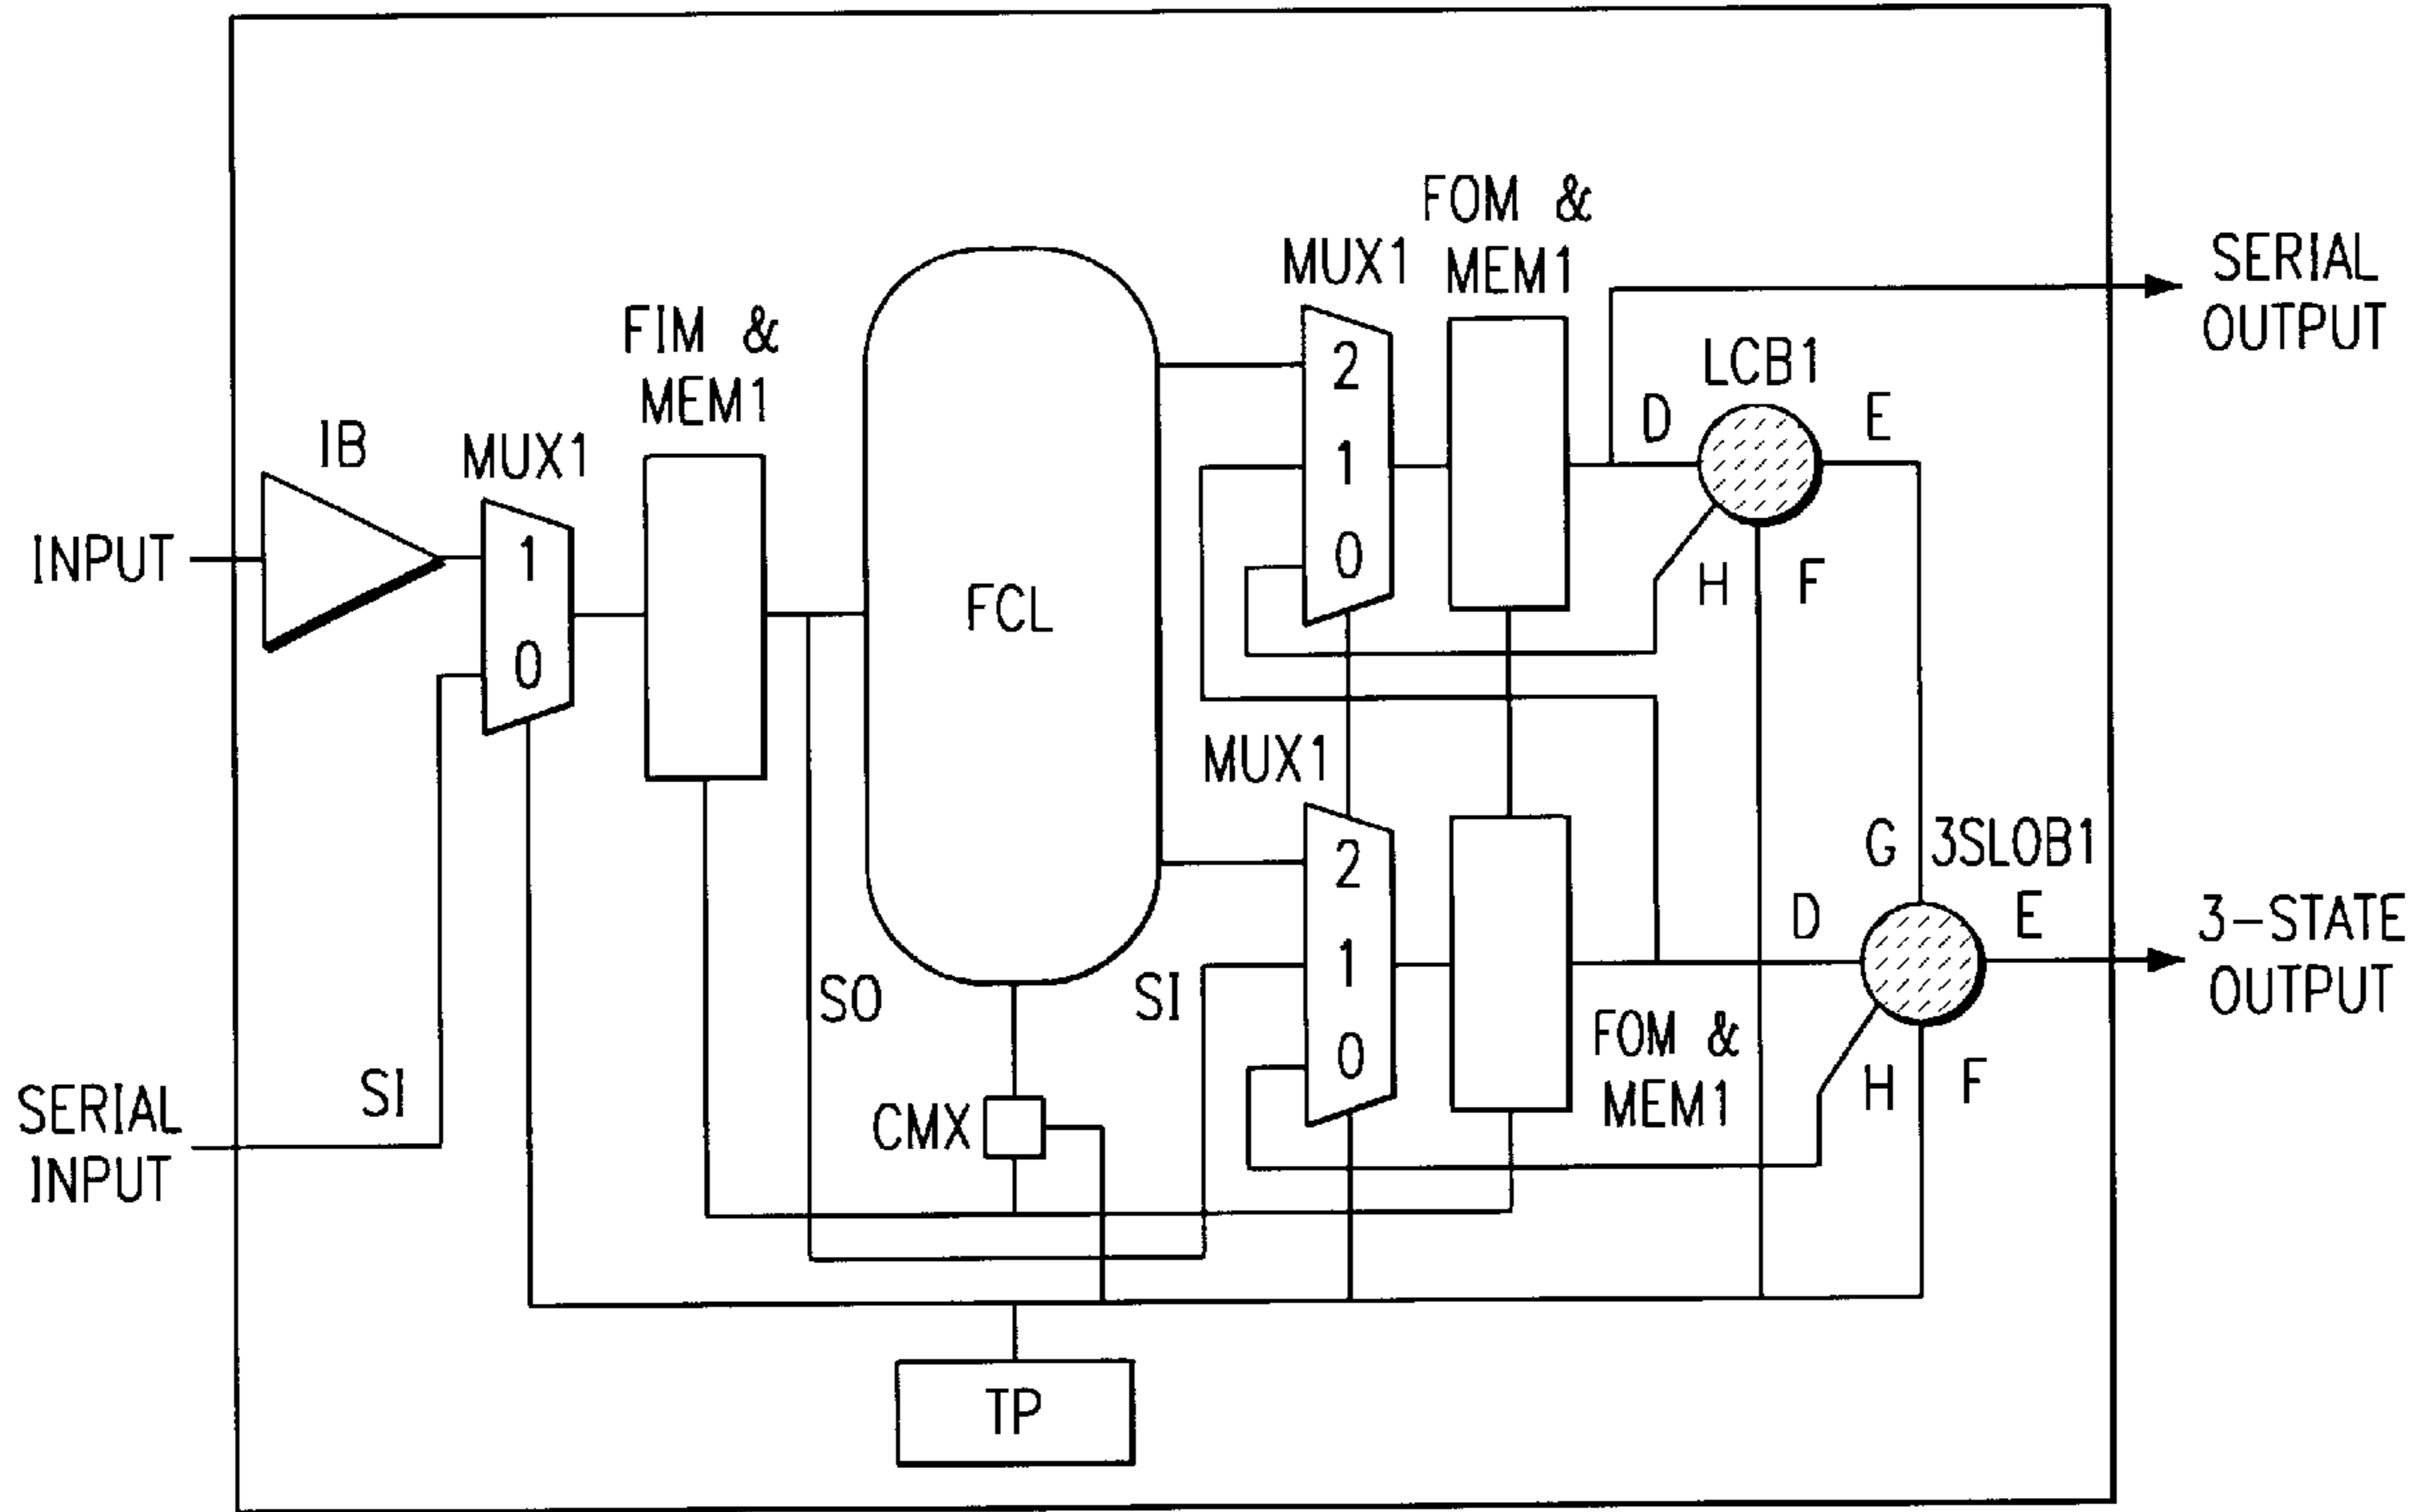 FOM &
MEM1
MUX1
SERIAL
OUTPUT
FIM &
MEM1
2
LCB1
D
E
IB
MUX1
1
1
0
INPUT
FCL
H
F
0
MUX1
2
G
3SLOB1
D
E
3-STATE
OUTPUT
SO
SI
1
0
FOM &
MEM1
H
F
SI
SERIAL
INPUT
CMX
TP